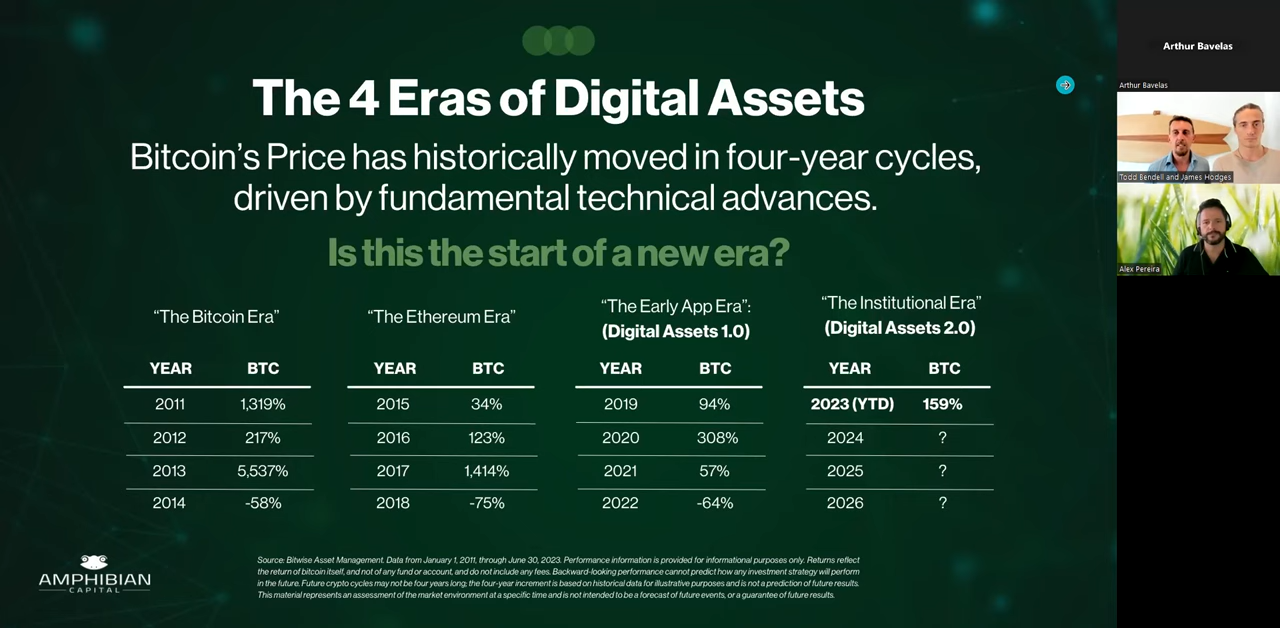 The 4 Eras of Digital Assets
Bitcoin’s Price has historically moved in four-year cycles,
driven by fundamental technical advances.
Is this the start of a new era?
“The Bitcoin Era”
YEAR BTC
2011 1,319%
2012 217%
2013 5,537%
2014 -58%
“The Ethereum Era”
YEAR BTC
2015 34%
2016 123%
2017 1,414%
2018 -75%
“The Early App Era”:
(Digital Assets 1.0)
YEAR BTC
2019 94%
2020 308%
2021 57%
2022 -64%
“The Institutional Era”
(Digital Assets 2.0)
YEAR BTC
2023 (YTD) 159%
2024 ?
2025 ?
2026 ?
AMPHIBIAN
CAPITAL
Source: Bitwise Asset Management. Data from January 1, 2011, through June 30, 2023. Performance information is provided for informational purposes only. Returns reflect
the return of bitcoin itself, and not of any fund or account, and do not include any fees. Backward-looking performance cannot predict how any investment strategy will perform
in the future. Future crypto cycles may not be four years long; the four-year increment is based on historical data for illustrative purposes and is not a prediction of future results.
This material represents an assessment of the market environment at a specific time and is not intended to be a forecast of future events, or a guarantee of future results.
Arthur Bavelas
Arthur Bavelas
Todd Bendell and James Hodges
Alex Pereira